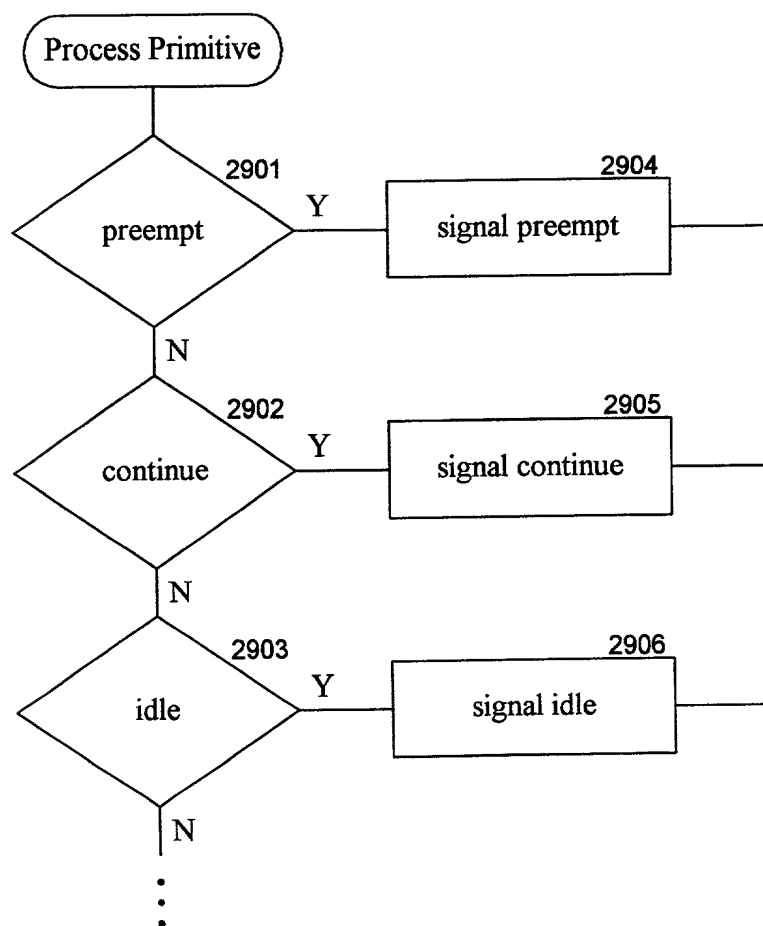 Process Primitive
2901
preempt
Y
2904
signal preempt
N
2902
continue
Y
2905
signal continue
N
2903
idle
Y
2906
signal idle
N